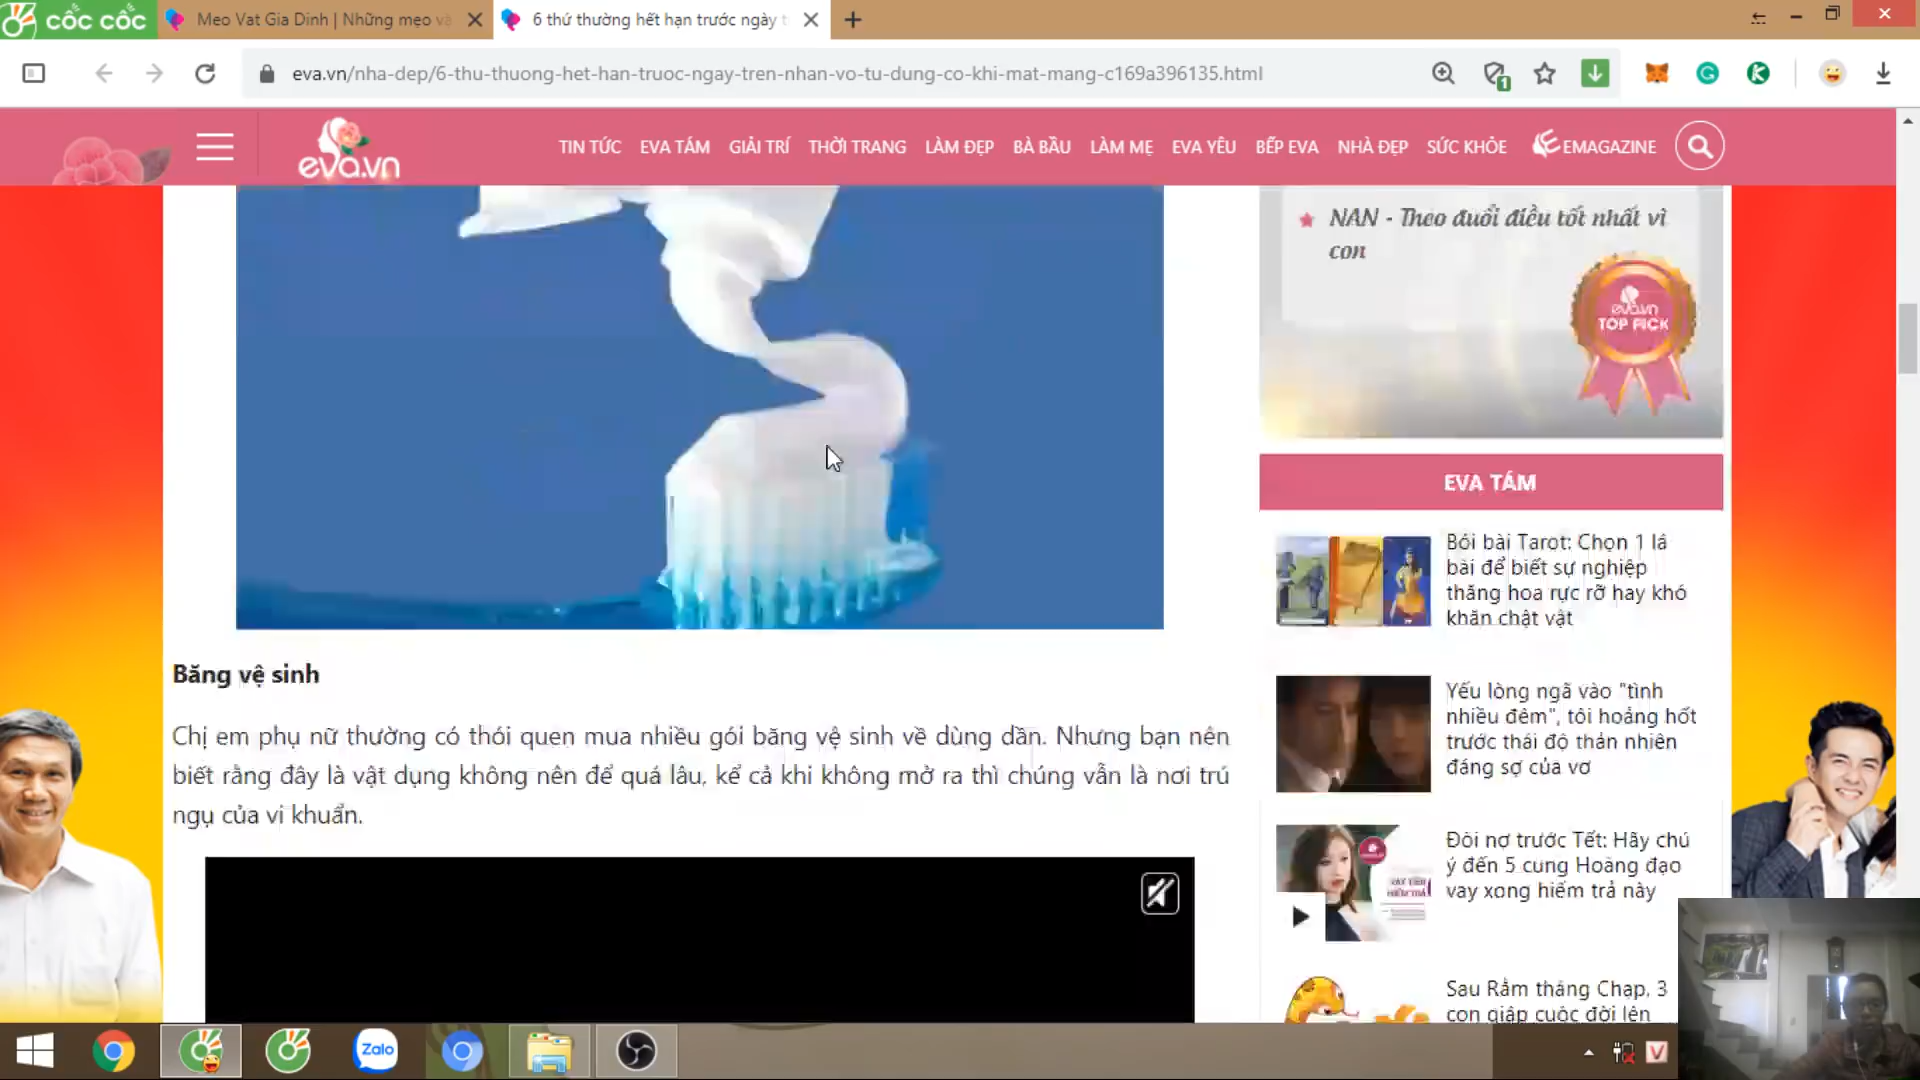 cốc cốc
Meo Vat Gia Dinh | Những mẹo và
6 thứ thường hết hạn trước ngày t
eva.vn/nha-dep/6-thu-thuong-het-han-truoc-ngay-tren-nhan-vo-tu-dung-co-khi-mat-mang-c169a396135.html
1
eva.vn
TIN TỨC
EVA TÁM
GIẢI TRÍ
THỜI TRANG
LÀM ĐẸP
BÀ BẦU
LÀM MẸ
EVA YÊU
BẾP EVA
NHÀ ĐẸP
SỨC KHỎE
EMAGAZINE
NAN - Theo đuổi điều tốt nhất vì
con
eva.vn
TOP PICK
EVA TÁM
Bói bài Tarot: Chọn 1 lá
bài để biết sự nghiệp
thăng hoa rực rỡ hay khó
khăn chật vật
Yếu lòng ngã vào "tình
nhiều đêm", tôi hoảng hốt
trước thái độ thản nhiên
đáng sợ của vợ
Đòi nợ trước Tết: Hãy chú
ý đến 5 cung Hoàng đạo
vay xong hiếm trả này
Sau Rằm tháng Chạp, 3
con giáp cuộc đời lên
Băng vệ sinh
Chị em phụ nữ thường có thói quen mua nhiều gói băng vệ sinh về dùng dần. Nhưng bạn nên
biết rằng đây là vật dụng không nên để quá lâu, kể cả khi không mở ra thì chúng vẫn là nơi trú
ngụ của vi khuẩn.
Zalo
V